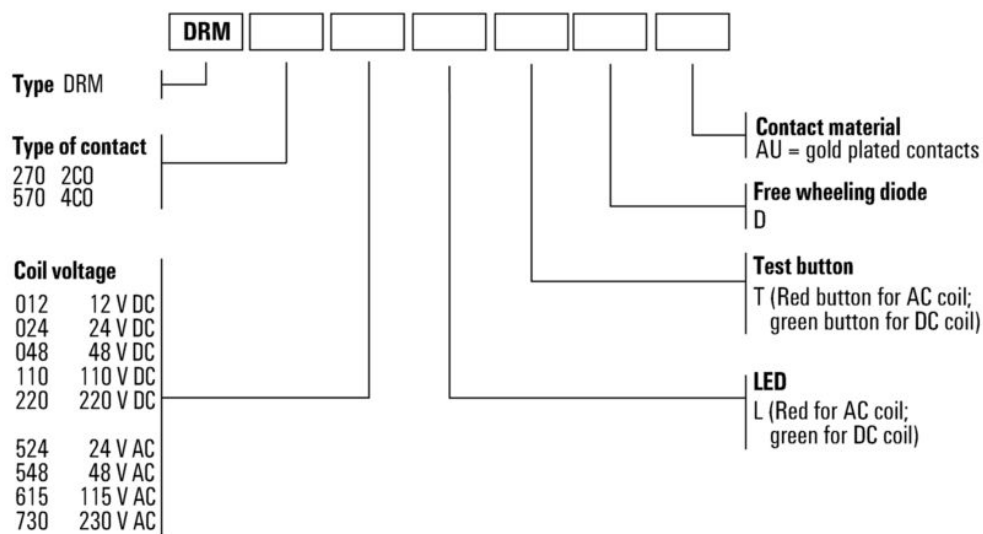 DRM
Type DRM
Type of contact
270 2CO
570 4CO
Coil voltage
012 12 V DC
024 24 V DC
048 48 V DC
110 110 V DC
220 220 V DC
524 24 V AC
548 48 V AC
615 115 V AC
730 230 V AC
Contact material
AU = gold plated contacts
Free wheeling diode
D
Test button
T (Red button for AC coil;
green button for DC coil)
LED
L (Red for AC coil;
green for DC coil)